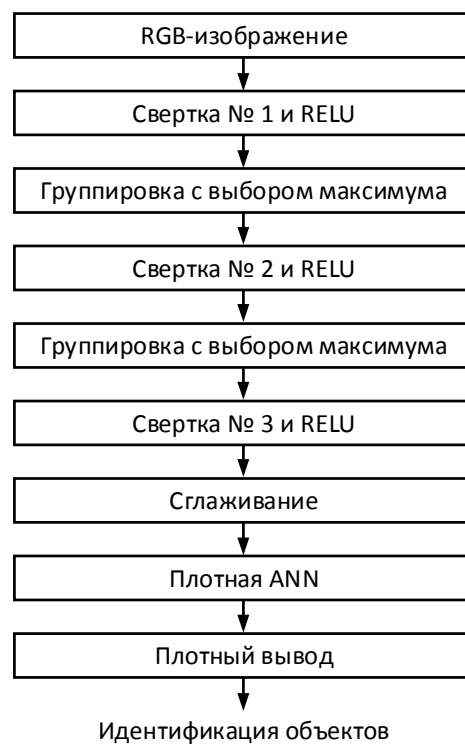 RGB-изображение
Свертка № 1 и RELU
Группировка с выбором максимума
Свертка № 2 и RELU
Группировка с выбором максимума
Свертка № 3 и RELU
Сглаживание
Плотная ANN
Плотный вывод
Идентификация объектов